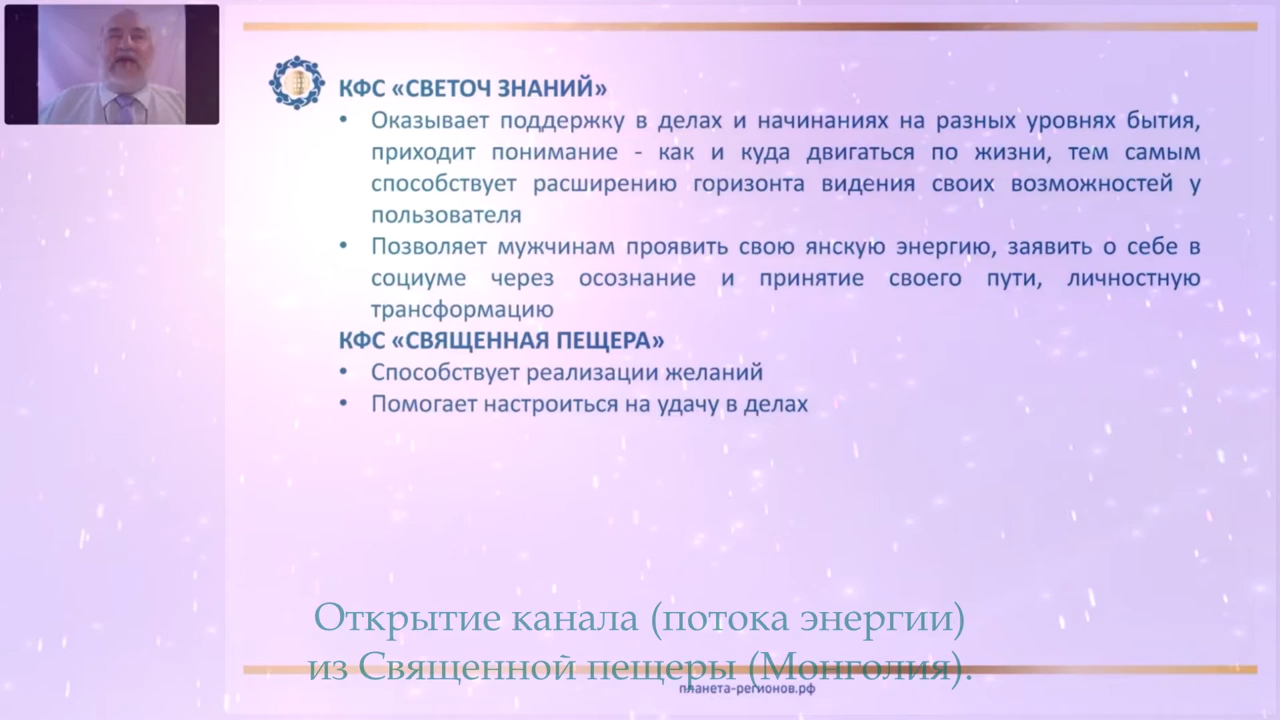 КФС «СВЕТОЧ ЗНАНИЙ»
• Оказывает поддержку в делах и начинаниях на разных уровнях бытия,
приходит понимание - как и куда двигаться по жизни, тем самым
способствует расширению горизонта видения своих возможностей у
пользователя
• Позволяет мужчинам проявить свою янскую энергию, заявить о себе в
социуме через осознание и принятие своего пути, личностную
трансформацию
КФС «СВЯЩЕННАЯ ПЕЩЕРА»
• Способствует реализации желаний
• Помогает настроиться на удачу в делах
Открытие канала (потока энергии)
из Священной пещеры (Монголия).
планета-регионов.рф